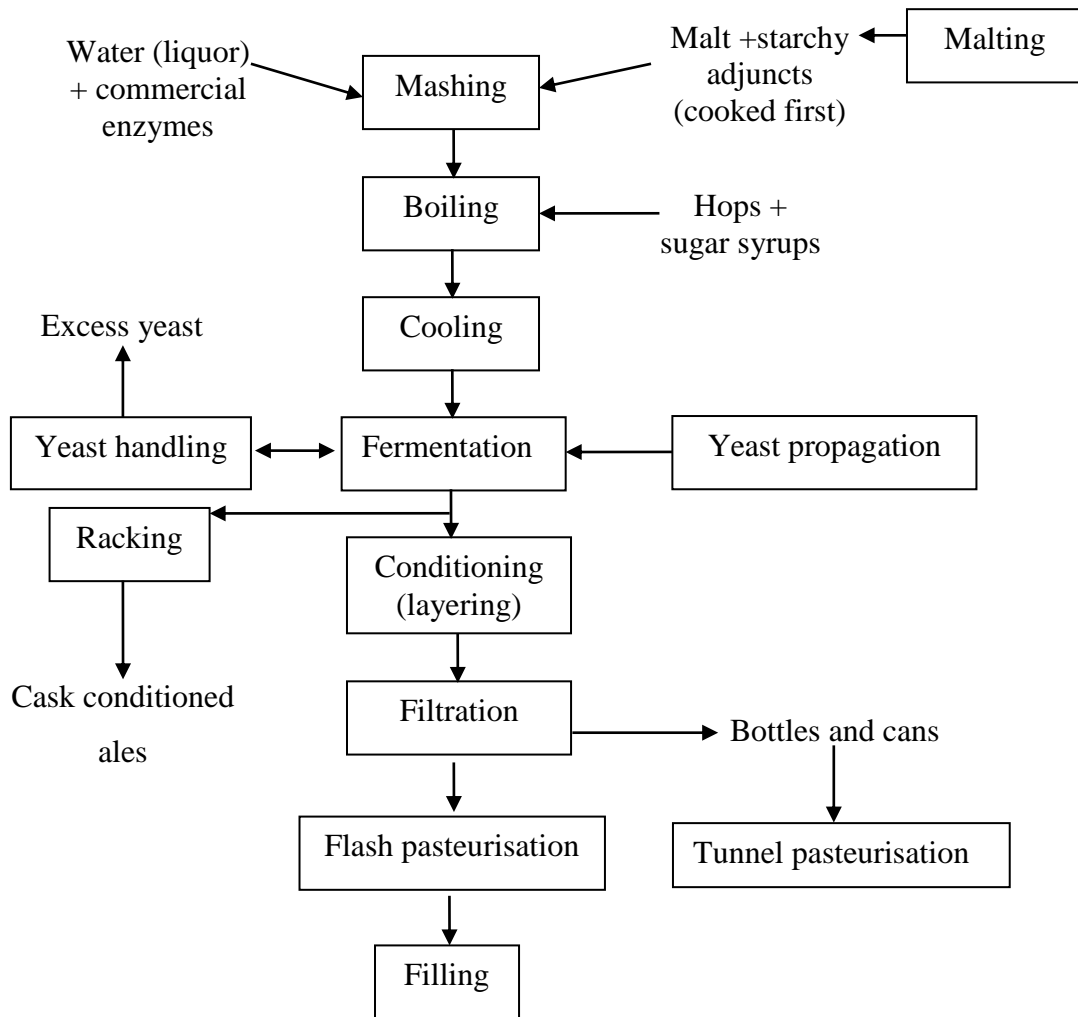 Water (liquor)
+ commercial
enzymes
Mashing
Malt +starchy
adjuncts
(cooked first)
Malting
Boiling
Hops +
sugar syrups
Cooling
Excess yeast
Yeast handling
Fermentation
Yeast propagation
Racking
Conditioning
(layering)
Cask conditioned
ales
Filtration
Bottles and cans
Flash pasteurisation
Tunnel pasteurisation
Filling